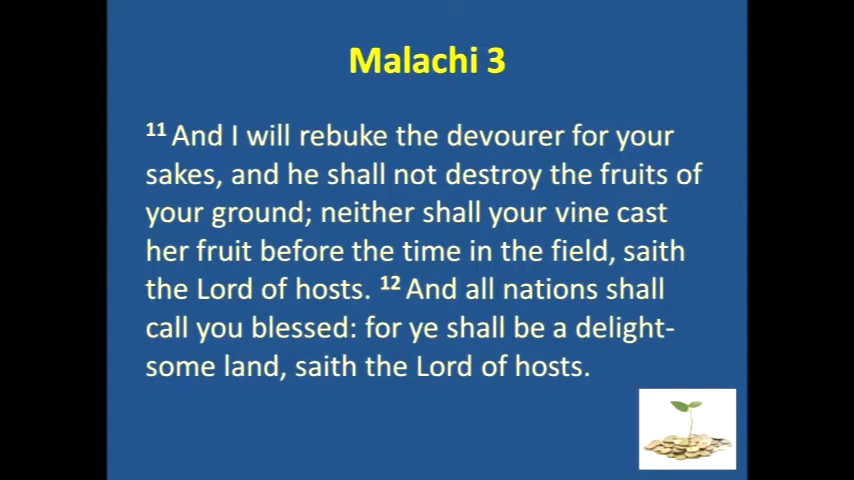 Malachi 3
11 And I will rebuke the devourer for your
sakes, and he shall not destroy the fruits of
your ground; neither shall your vine cast
her fruit before the time in the field, saith
the Lord of hosts. 12 And all nations shall
call you blessed: for ye shall be a delight-
some land, saith the Lord of hosts.